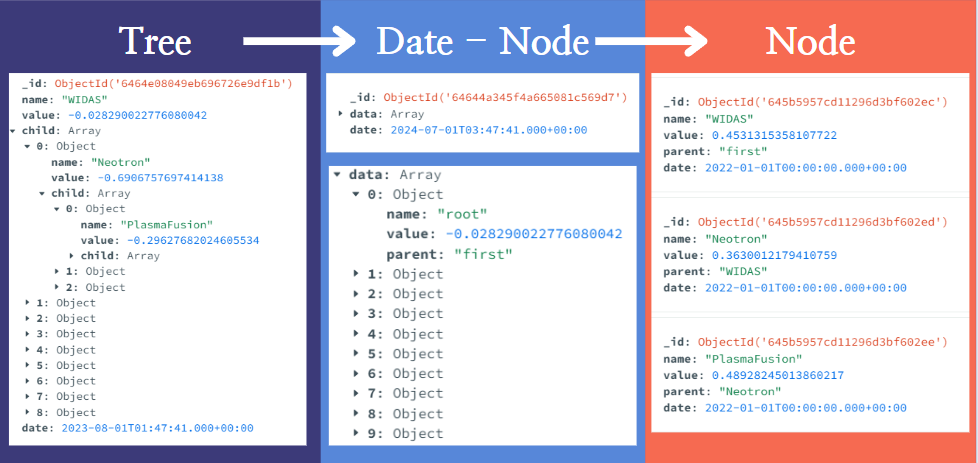 Tree
Date - Node
Node
_id: ObjectId('6464e08049eb696726e9df1b')
name: "WIDAS"
value: -0.028290022776080042
child: Array
0: Object
name: "Neotron"
value: -0.6906757697414138
child: Array
0: Object
name: "PlasmaFusion"
value: -0.29627682024605534
child: Array
1: Object
2: Object
1: Object
2: Object
3: Object
4: Object
5: Object
6: Object
7: Object
8: Object
date: 2023-08-01T01:47:41.000+00:00
_id: ObjectId('64644a345f4a665081c569d7')
data: Array
date: 2024-07-01T03:47:41.000+00:00
data: Array
0: Object
name: "root"
value: -0.028290022776080042
parent: "first"
1: Object
2: Object
3: Object
4: Object
5: Object
6: Object
7: Object
8: Object
9: Object
_id: ObjectId('645b5957cd11296d3bf602ec')
name: "WIDAS"
value: 0.4531315358107722
parent: "first"
date: 2022-01-01T00:00:00.000+00:00
_id: ObjectId('645b5957cd11296d3bf602ed')
name: "Neotron"
value: 0.3630012179410759
parent: "WIDAS"
date: 2022-01-01T00:00:00.000+00:00
_id: ObjectId('645b5957cd11296d3bf602ee')
name: "PlasmaFusion"
value: 0.48928245013860217
parent: "Neotron"
date: 2022-01-01T00:00:00.000+00:00